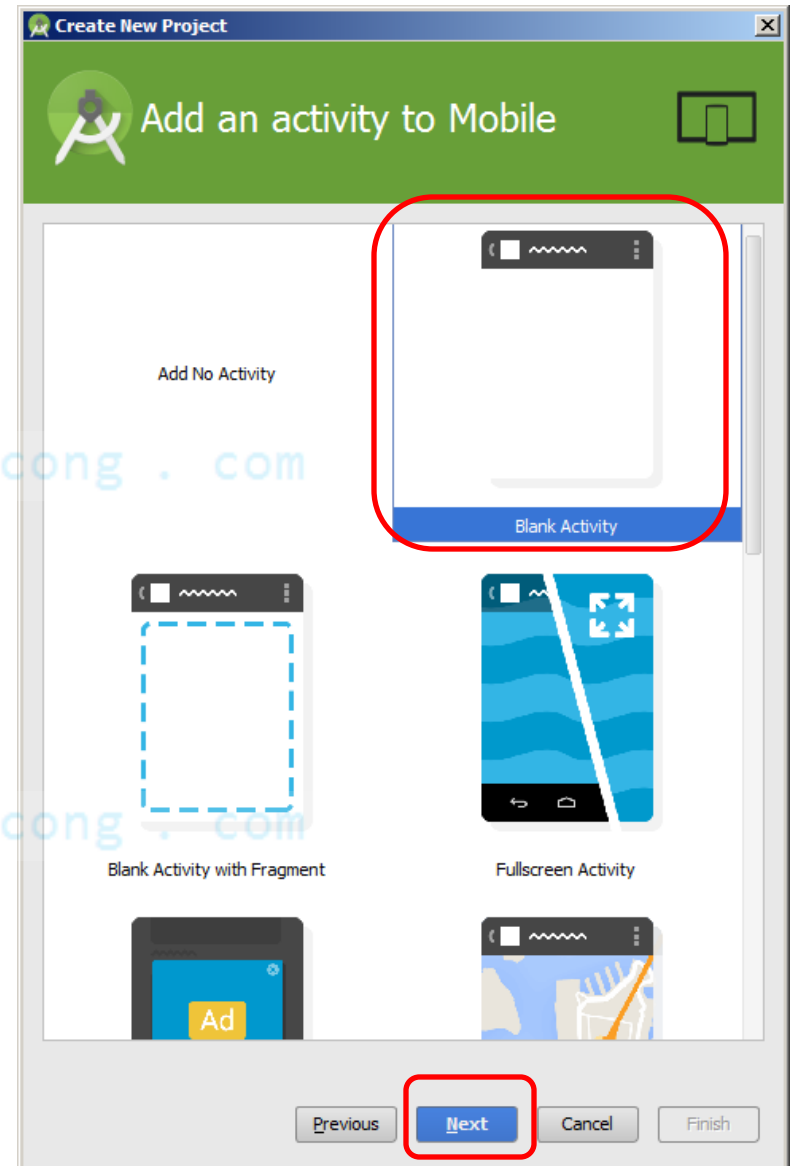 Create New Project
Add an activity to Mobile
Add No Activity
Blank Activity
cong . com
Blank Activity with Fragment
Fullscreen Activity
cong . com
Ad
Previous
Next
Cancel
Finish